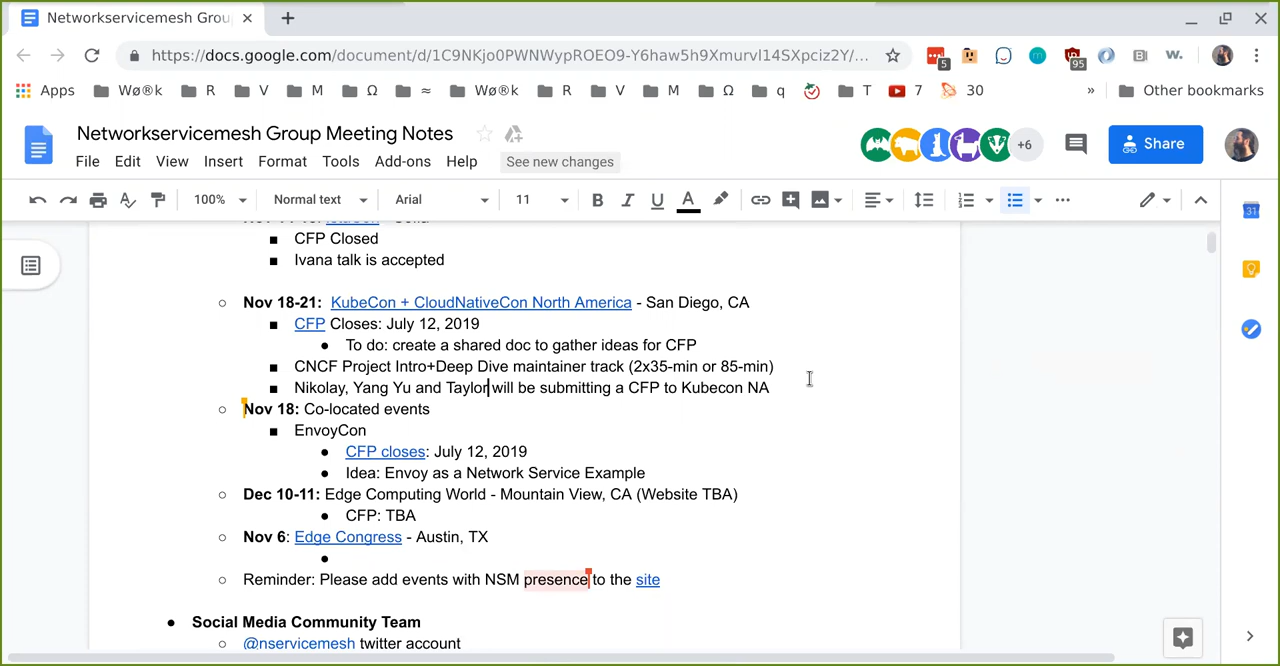 Networkservicemesh Grou
https://docs.google.com/document/d/1C9NKjo0PWNWypROEO9-Y6haw5h9XmurvI14SXpciz2Y/...
5
95
B
w.
Apps Wø®k R V M Ω ≈ Wø®k R V M Ω q T 7 30 » Other bookmarks
Networkservicemesh Group Meeting Notes
+6
Share
File Edit View Insert Format Tools Add-ons Help See new changes
100% Normal text Arial 11 B I U A
31
CFP Closed
Ivana talk is accepted
Nov 18-21: KubeCon + CloudNativeCon North America - San Diego, CA
CFP Closes: July 12, 2019
To do: create a shared doc to gather ideas for CFP
CNCF Project Intro+Deep Dive maintainer track (2x35-min or 85-min)
Nikolay, Yang Yu and Taylor will be submitting a CFP to Kubecon NA
Nov 18: Co-located events
EnvoyCon
CFP closes: July 12, 2019
Idea: Envoy as a Network Service Example
Dec 10-11: Edge Computing World - Mountain View, CA (Website TBA)
CFP: TBA
Nov 6: Edge Congress - Austin, TX
Reminder: Please add events with NSM presence to the site
Social Media Community Team
@nservicemesh twitter account